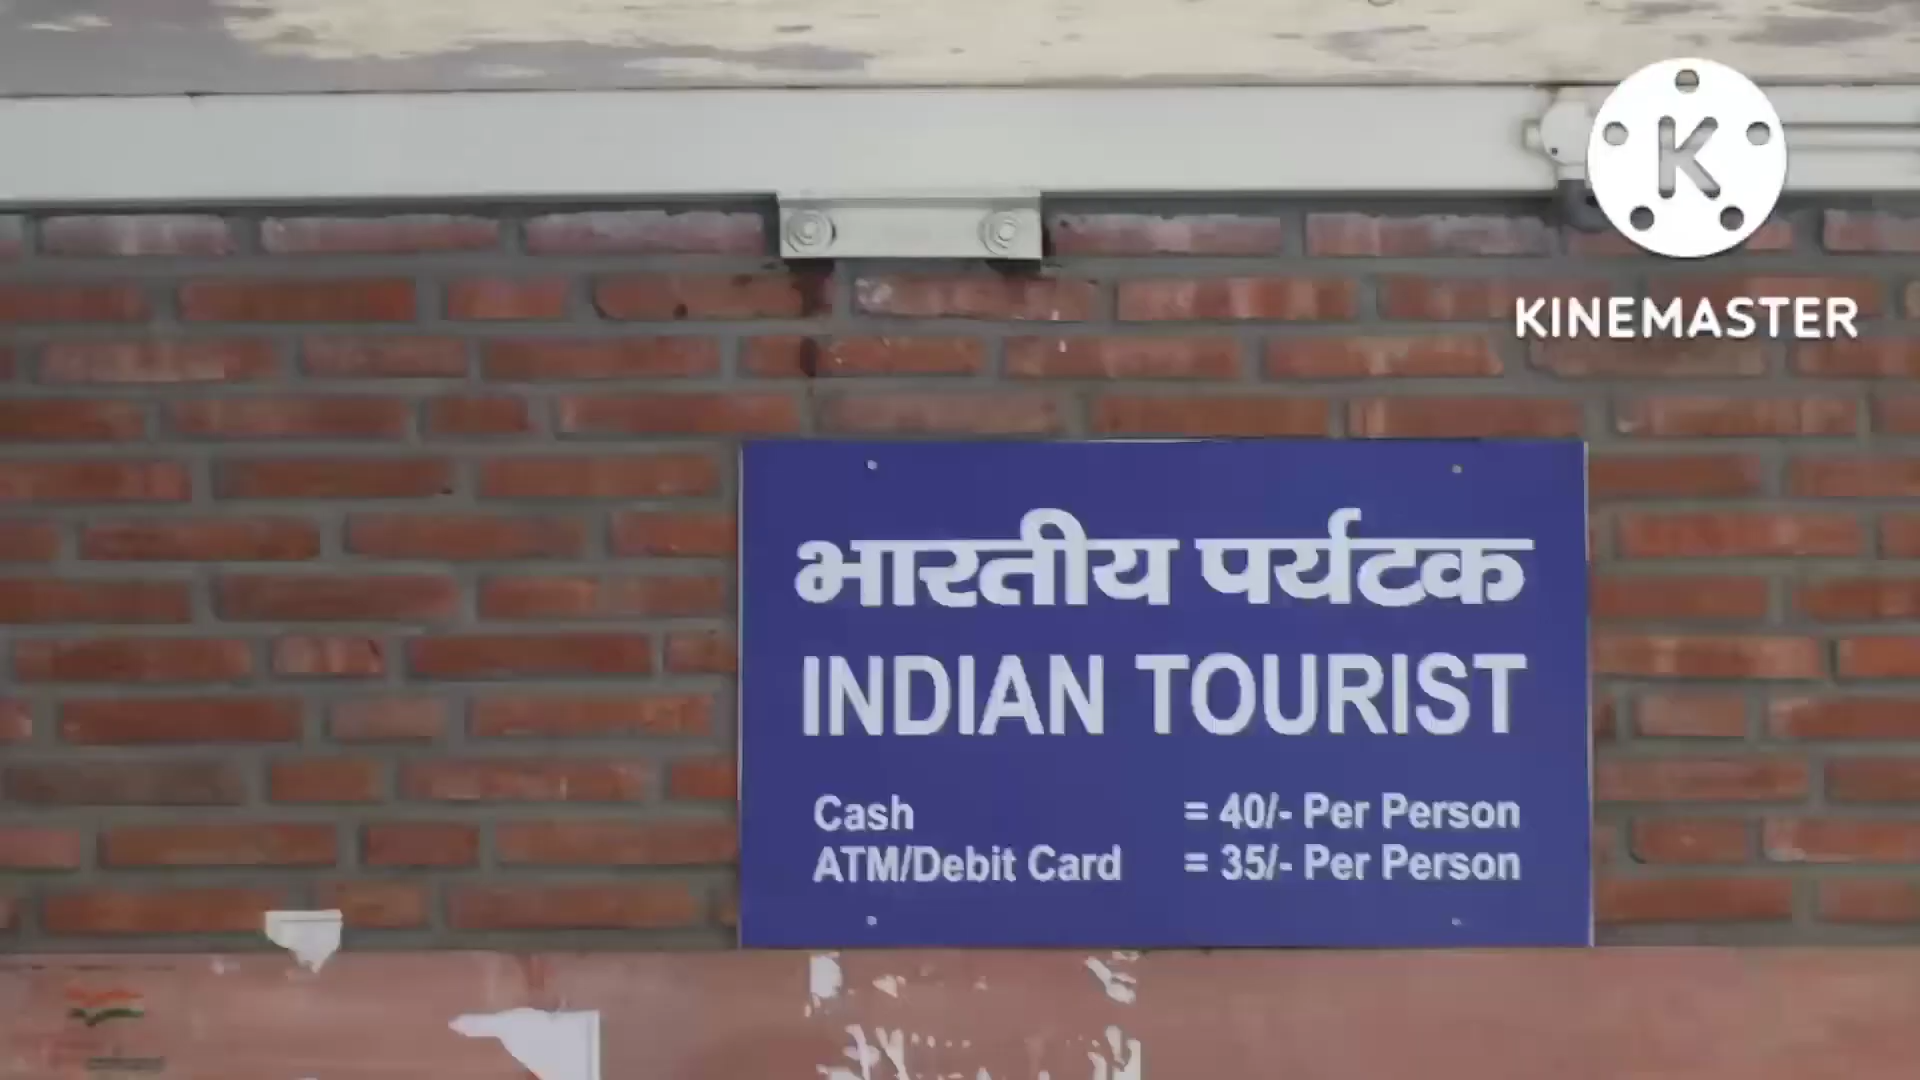 K
KINEMASTER
भारतीय पर्यटक
INDIAN TOURIST
Cash = 40/- Per Person
ATM/Debit Card = 35/- Per Person